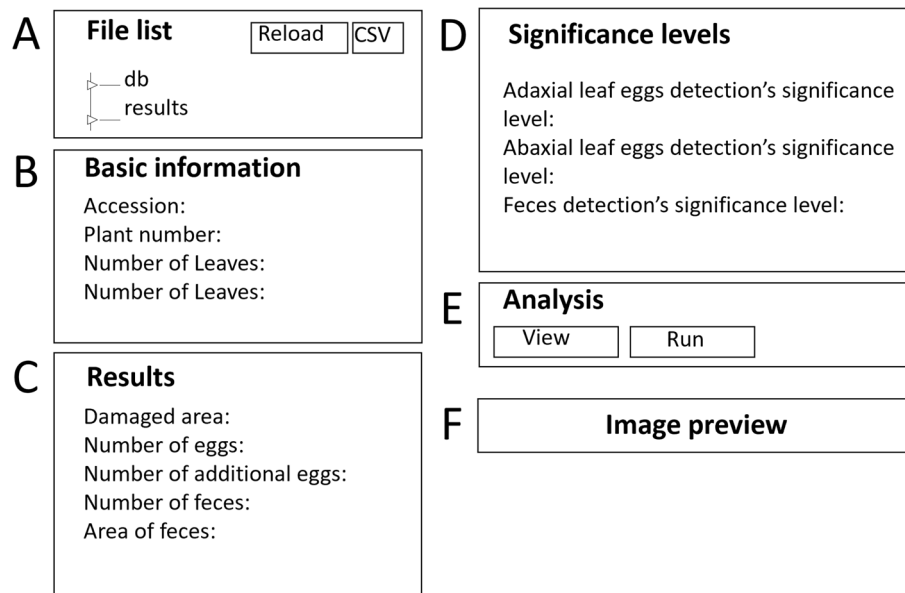 A
File list
Reload
CSV
db
results
B
Basic information
Accession:
Plant number:
Number of Leaves:
Number of Leaves:
C
Results
Damaged area:
Number of eggs:
Number of additional eggs:
Number of feces:
Area of feces:
D
Significance levels
Adaxial leaf eggs detection’s significance
level:
Abaxial leaf eggs detection’s significance
level:
Feces detection’s significance level:
E
Analysis
View
Run
F
Image preview